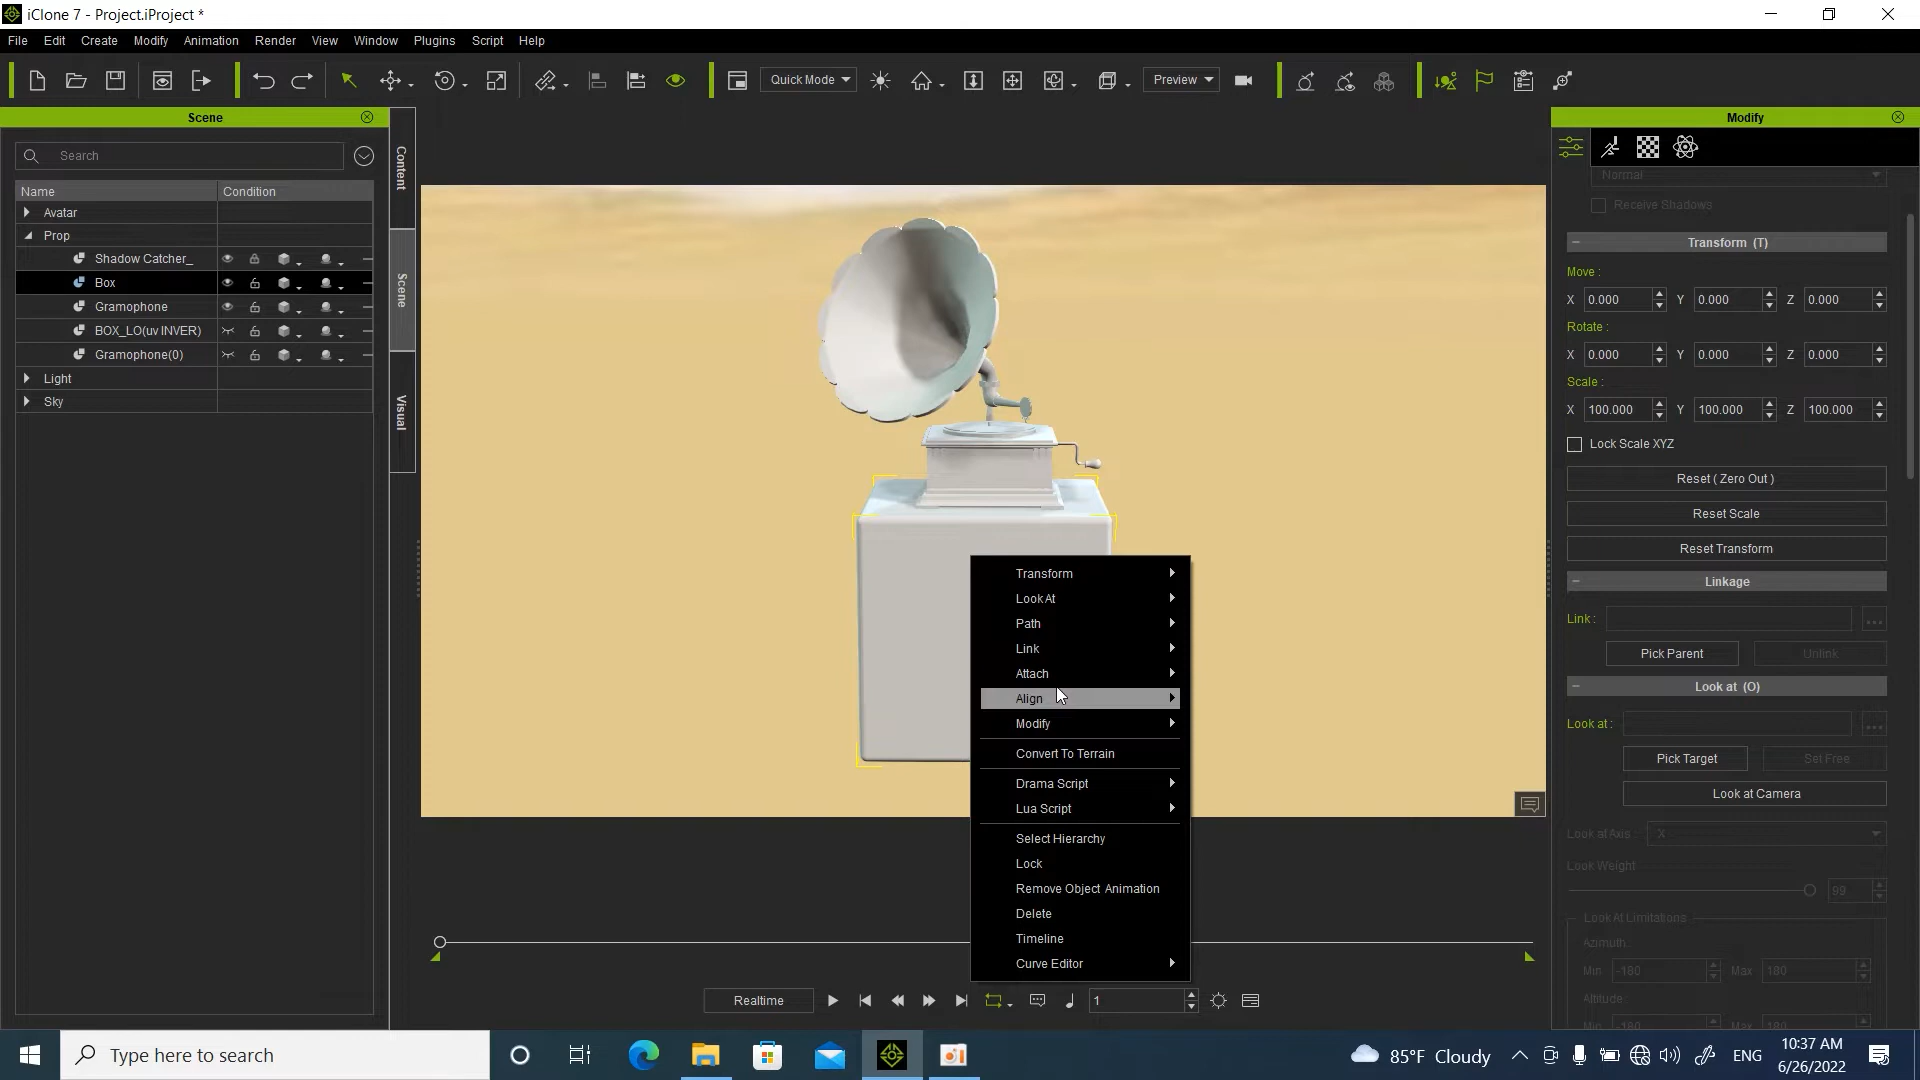 iClone 7 - Project.iProject *
File Edit Create Modify Animation Render View Window Plugins Script Help
Quick Mode
Preview
Scene
Search
Name Condition
Avatar
Prop
Shadow Catcher_
Box
Gramophone
BOX_LO(uv INVER)
Gramophone(0)
Light
Sky
Content
Scene
Visual
Transform
Look At
Path
Link
Attach
Align
Modify
Convert To Terrain
Drama Script
Lua Script
Select Hierarchy
Lock
Remove Object Animation
Delete
Timeline
Curve Editor
Realtime
1
Modify
Normal
Receive Shadows
Transform (T)
Move :
X 0.000 Y 0.000 Z 0.000
Rotate :
X 0.000 Y 0.000 Z 0.000
Scale :
X 100.000 Y 100.000 Z 100.000
Lock Scale XYZ
Reset ( Zero Out )
Reset Scale
Reset Transform
Linkage
Link :
...
Pick Parent Unlink
Look at (O)
Look at :
...
Pick Target Set Free
Look at Camera
Look at Axis : X
Look Weight
99
Look At Limitations
Azimuth :
Min -180 Max 180
Altitude :
Min -180 Max 180
Type here to search
85°F Cloudy
ENG
10:37 AM
6/26/2022